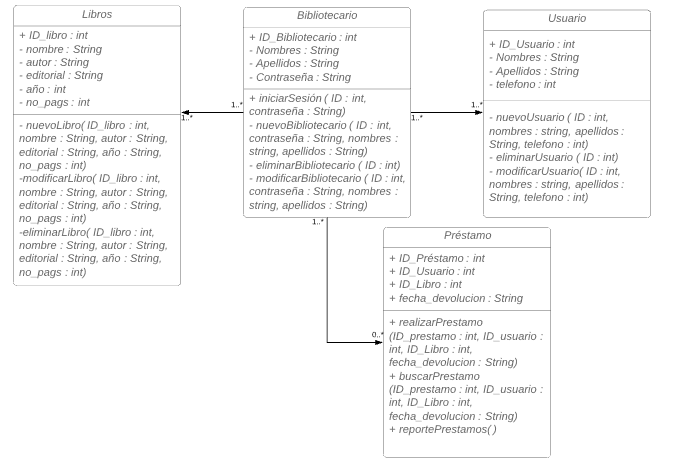 Libros
+ ID_libro : int
- nombre : String
- autor : String
- editorial : String
- año : int
- no_pags : int
- nuevoLibro( ID_libro : int,
nombre : String, autor : String,
editorial : String, año : String,
no_pags : int)
-modificarLibro( ID_libro : int,
nombre : String, autor : String,
editorial : String, año : String,
no_pags : int)
-eliminarLibro( ID_libro : int,
nombre : String, autor : String,
editorial : String, año : String,
no_pags : int)
1..*
1..*
Bibliotecario
+ ID_Bibliotecario : int
- Nombres : String
- Apellidos : String
- Contraseña : String
+ iniciarSesión ( ID : int,
contraseña : String)
- nuevoBibliotecario ( ID : int,
contraseña : String, nombres :
string, apellidos : String)
- eliminarBibliotecario ( ID : int)
- modificarBibliotecario ( ID : int,
contraseña : String, nombres :
string, apellidos : String)
1..*
1..*
Usuario
+ ID_Usuario : int
- Nombres : String
- Apellidos : String
- telefono : int
- nuevoUsuario ( ID : int,
nombres : string, apellidos :
String, telefono : int)
- eliminarUsuario ( ID : int)
- modificarUsuario( ID : int,
nombres : string, apellidos :
String, telefono : int)
1..*
0..*
Préstamo
+ ID_Préstamo : int
+ ID_Usuario : int
+ ID_Libro : int
+ fecha_devolucion : String
+ realizarPrestamo
(ID_prestamo : int, ID_usuario :
int, ID_Libro : int,
fecha_devolucion : String)
+ buscarPrestamo
(ID_prestamo : int, ID_usuario :
int, ID_Libro : int,
fecha_devolucion : String)
+ reportePrestamos( )